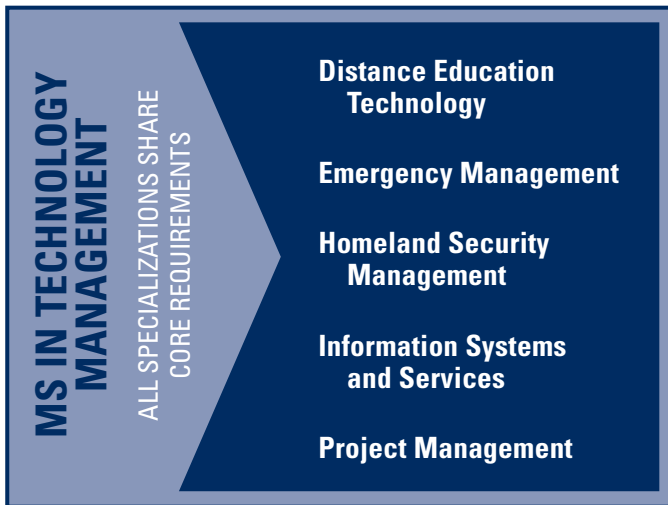 MS IN TECHNOLOGY
MANAGEMENT
ALL SPECIALIZATIONS SHARE
CORE REQUIREMENTS
Distance Education
Technology
Emergency Management
Homeland Security
Management
Information Systems
and Services
Project Management